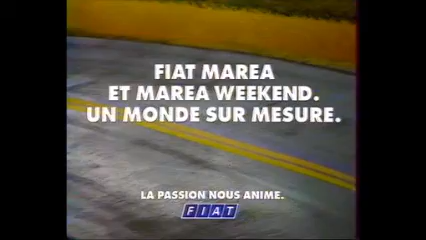 FIAT MAREA
ET MAREA WEEKEND.
UN MONDE SUR MESURE.
LA PASSION NOUS ANIME.
FIAT